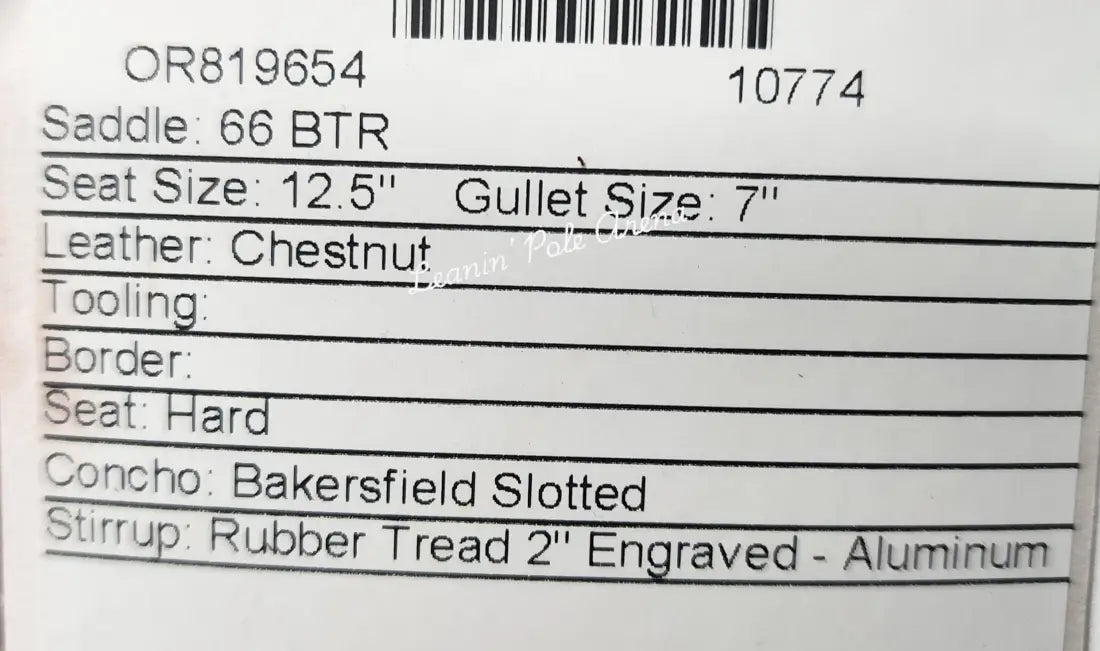 OR819654 10774
Saddle: 66 BTR
Seat Size: 12.5" Gullet Size: 7"
Leather: Chestnut
Leanin' Pole Arena
Tooling:
Border:
Seat: Hard
Concho: Bakersfield Slotted
Stirrup: Rubber Tread 2" Engraved - Aluminum